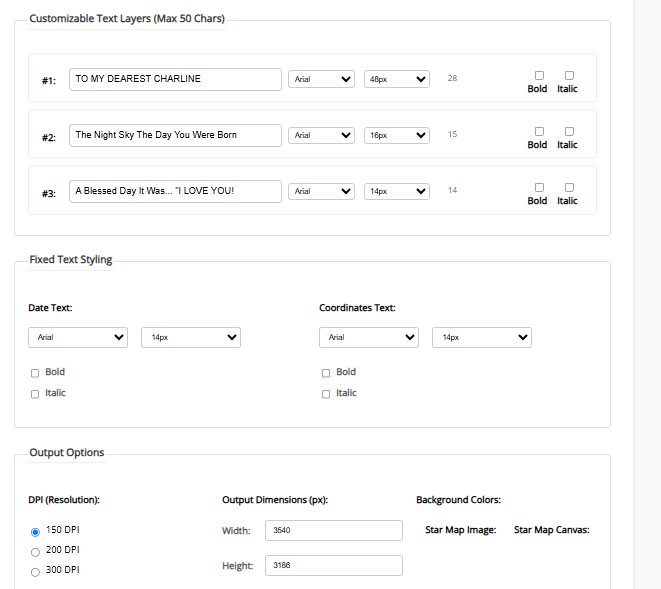 Customizable Text Layers (Max 50 Chars)
#1: TO MY DEAREST CHARLINE Arial 48px 28 Bold Italic
#2: The Night Sky The Day You Were Born Arial 16px 15 Bold Italic
#3: A Blessed Day It Was... "I LOVE YOU! Arial 14px 14 Bold Italic
Fixed Text Styling
Date Text: Coordinates Text:
Arial 14px Arial 14px
Bold Bold
Italic Italic
Output Options
DPI (Resolution): Output Dimensions (px): Background Colors:
150 DPI Width: 3540 Star Map Image: Star Map Canvas:
200 DPI
300 DPI Height: 3186